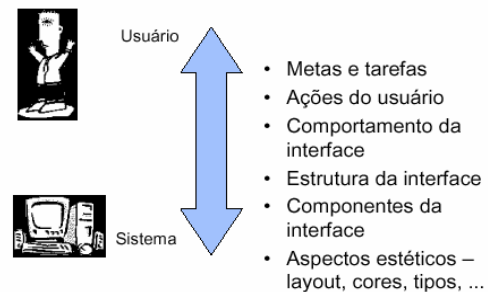 Usuário
• Metas e tarefas
• Ações do usuário
• Comportamento da
interface
• Estrutura da interface
• Componentes da
interface
• Aspectos estéticos –
layout, cores, tipos, ...
Sistema